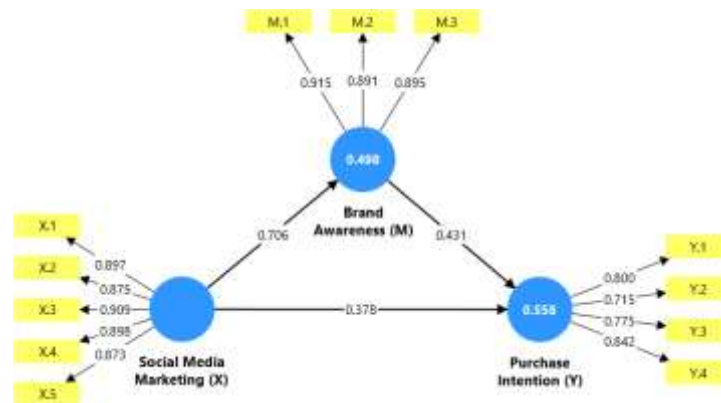 M.1
M.2
M.3
0.915
0.891
0.895
0.498
Brand
Awareness (M)
0.706
0.431
X.1
X.2
X.3
X.4
X.5
0.897
0.875
0.909
0.898
0.873
Social Media
Marketing (X)
0.378
0.558
Purchase
Intention (Y)
0.800
0.715
0.775
0.842
Y.1
Y.2
Y.3
Y.4